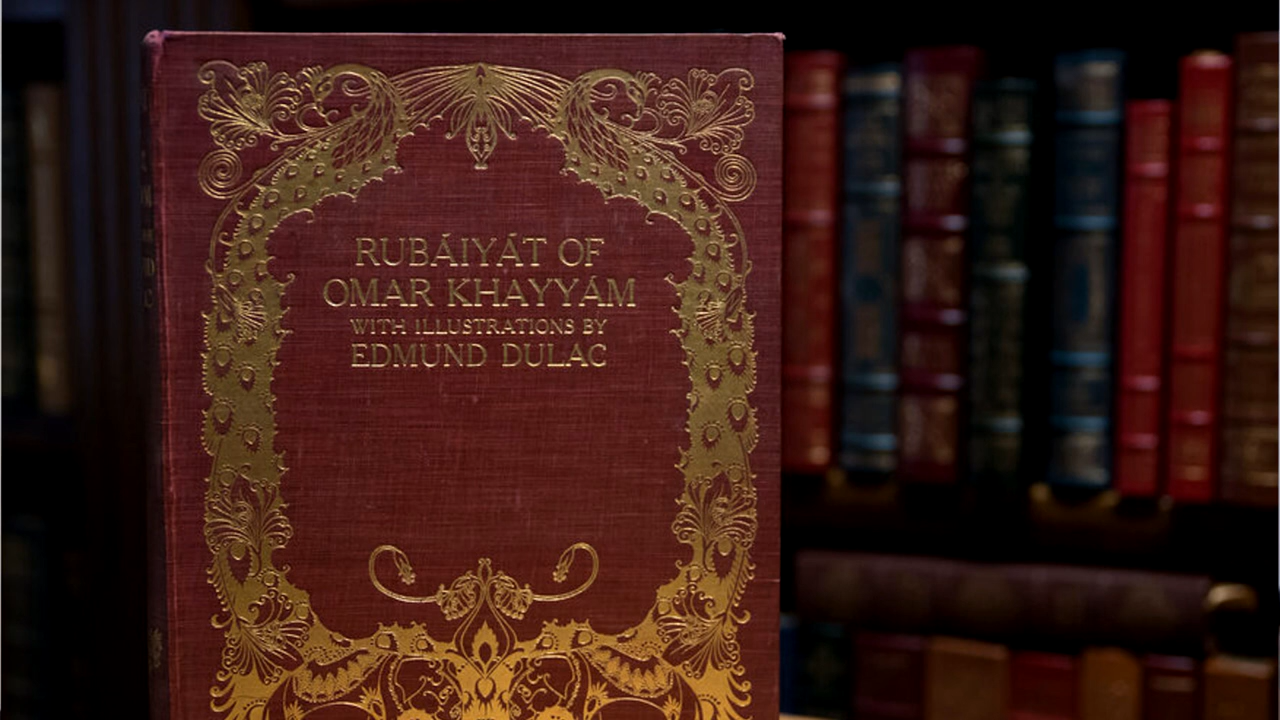 RUBÁIYÁT OF
OMAR KHAYYÁM
WITH ILLUSTRATIONS BY
EDMUND DULAC